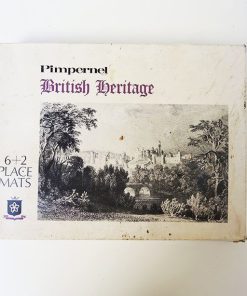 Pimpernel
British Heritage
6+2
PLACE
MATS